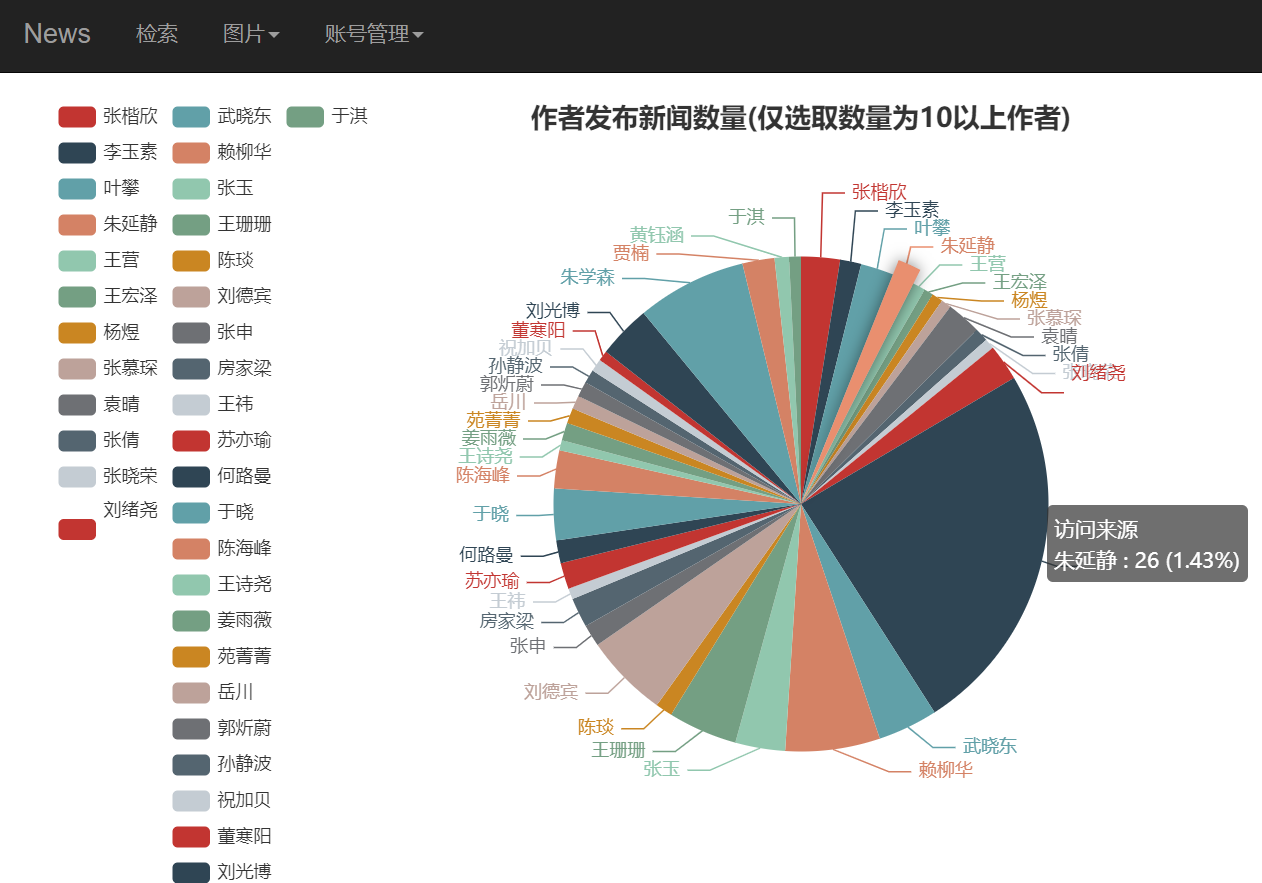 News 检索 图片 账号管理
作者发布新闻数量(仅选取数量为10以上作者)
张楷欣 武晓东 于淇
李玉素 赖柳华
叶攀 张玉
朱延静 王珊珊
王营 陈琰
王宏泽 刘德宾
杨煜 张申
张慕琛 房家梁
袁晴 王祎
张倩 苏亦瑜
张晓荣 何路曼
刘绪尧 于晓
陈海峰
王诗尧
姜雨薇
苑菁菁
岳川
郭炘蔚
孙静波
祝加贝
董寒阳
刘光博
张楷欣
李玉素
叶攀
朱延静
王营
王宏泽
杨煜
张慕琛
袁晴
张倩
刘绪尧
访问来源
朱延静 : 26 (1.43%)
武晓东
赖柳华
张玉
王珊珊
陈琰
刘德宾
张申
房家梁
王祎
苏亦瑜
何路曼
于晓
陈海峰
王诗尧
姜雨薇
苑菁菁
岳川
郭炘蔚
孙静波
祝加贝
董寒阳
刘光博
朱学森
贾楠
黄钰涵
于淇